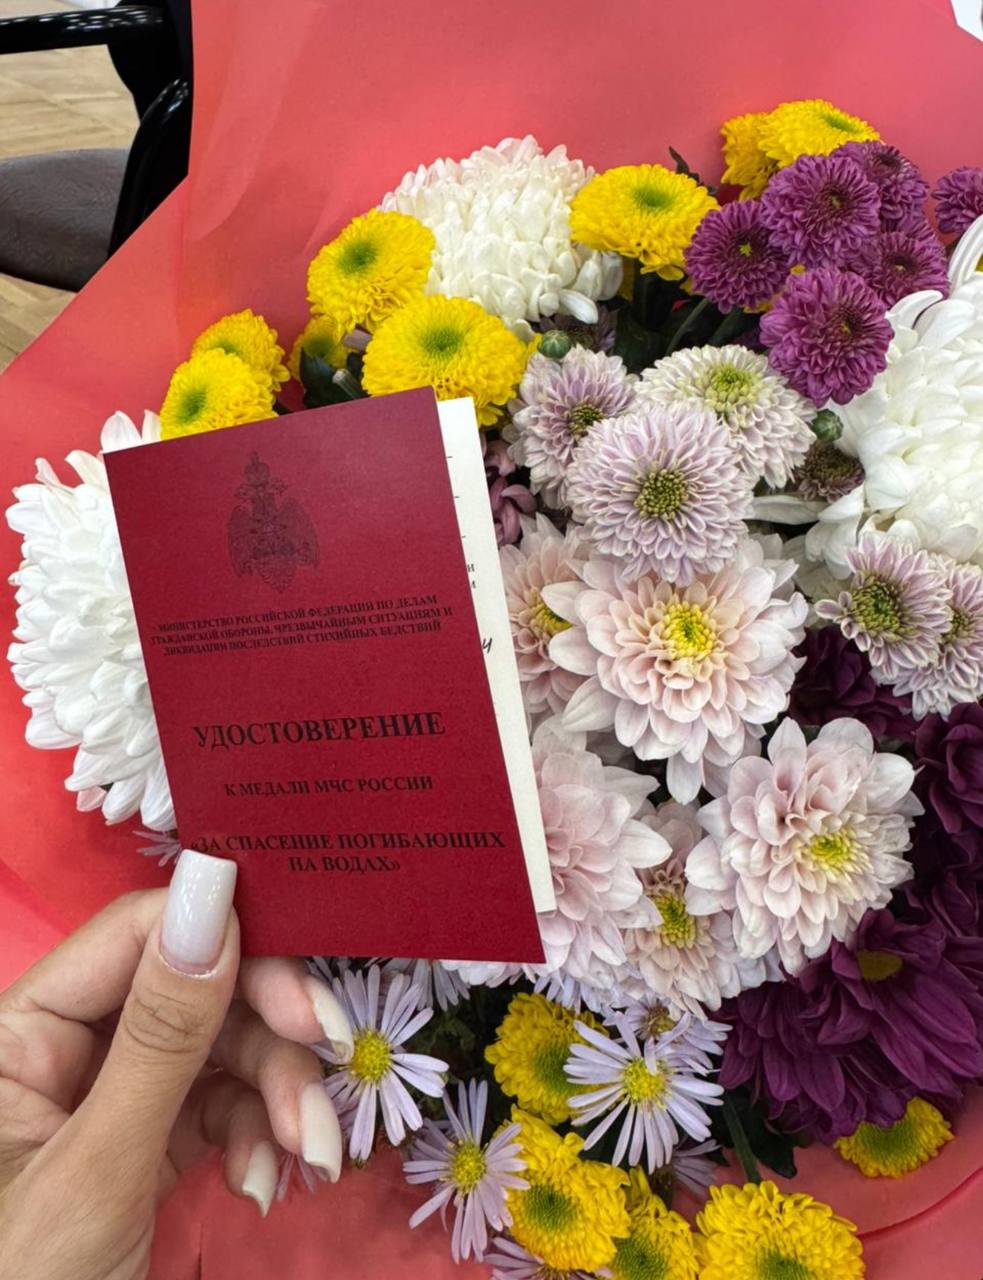 МИНИСТЕРСТВО РОССИЙСКОЙ ФЕДЕРАЦИИ ПО ДЕЛАМ
ГРАЖДАНСКОЙ ОБОРОНЫ, ЧРЕЗВЫЧАЙНЫМ СИТУАЦИЯМ И
ЛИКВИДАЦИИ ПОСЛЕДСТВИЙ СТИХИЙНЫХ БЕДСТВИЙ
УДОСТОВЕРЕНИЕ
К МЕДАЛИ МЧС РОССИИ
«ЗА СПАСЕНИЕ ПОГИБАЮЩИХ
НА ВОДАХ»